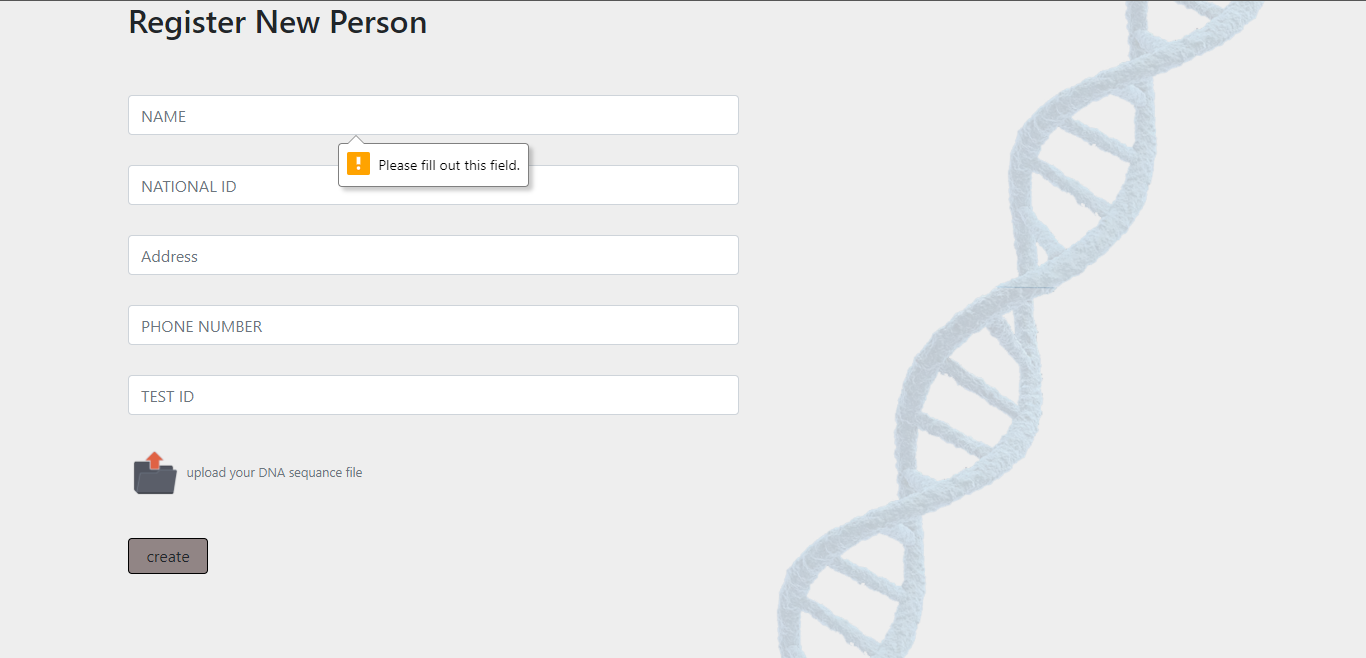 Register New Person
NAME
Please fill out this field.
NATIONAL ID
Address
PHONE NUMBER
TEST ID
upload your DNA sequance file
create